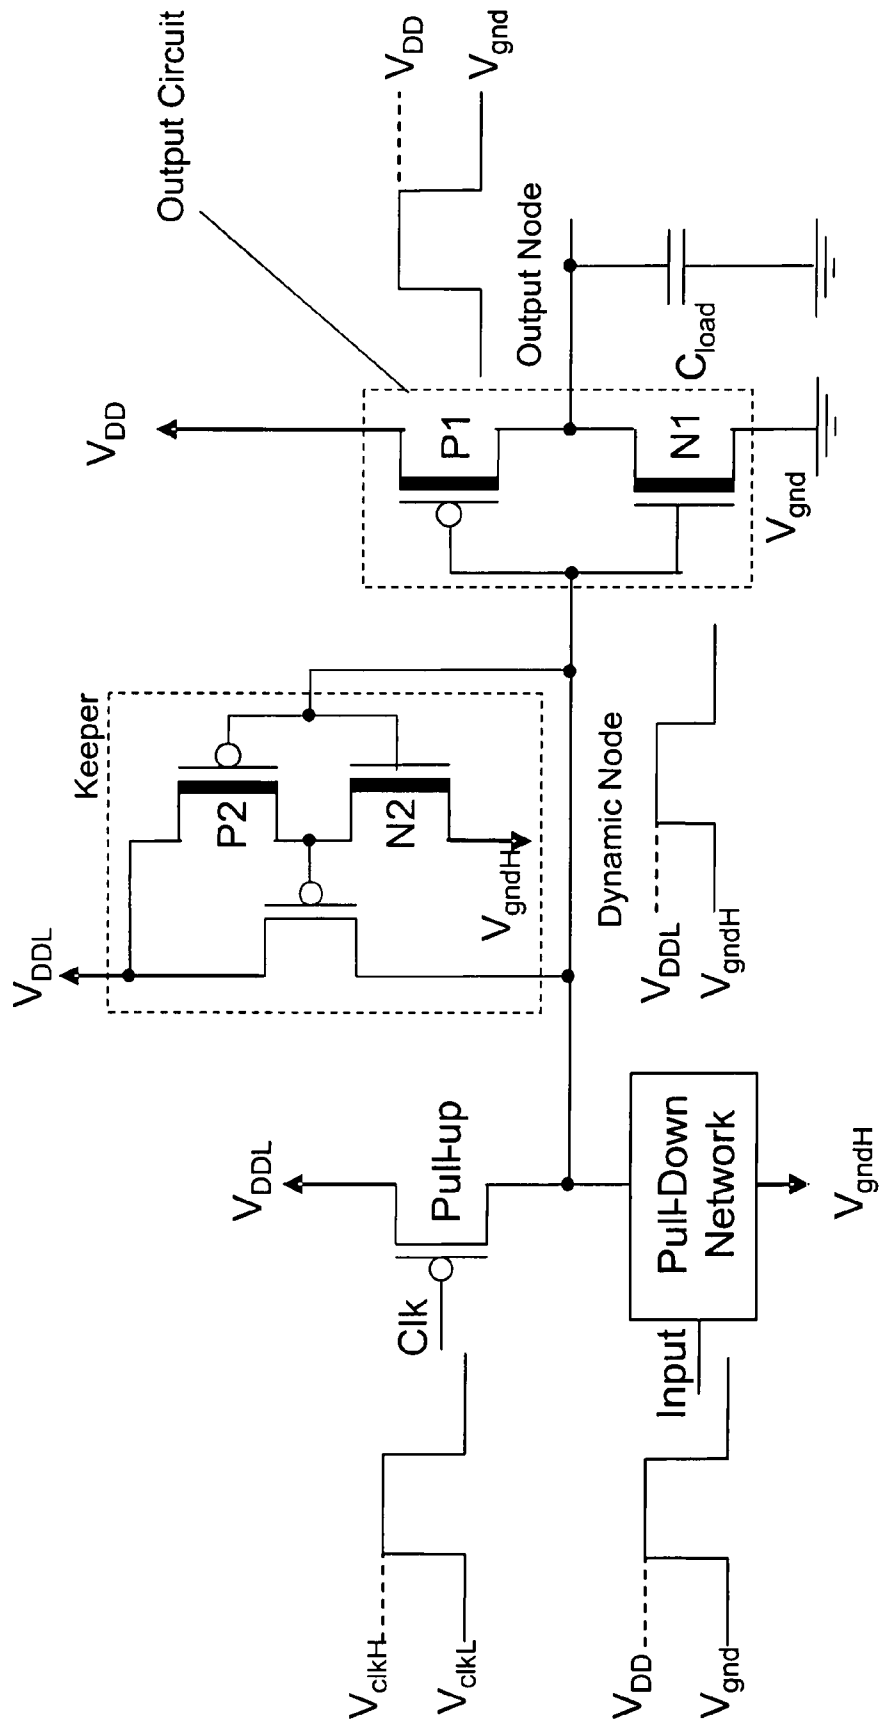 Output Circuit
V_DD
V_gnd
Output Node
C_load
V_DD
P1
N1
V_gnd
Keeper
P2
N2
V_gndH
V_DDL
Dynamic Node
V_DDL
V_gndH
V_DDL
Pull-up
Clk
Pull-Down
Network
V_gndH
Input
V_clkH
V_clkL
V_DD
V_gnd